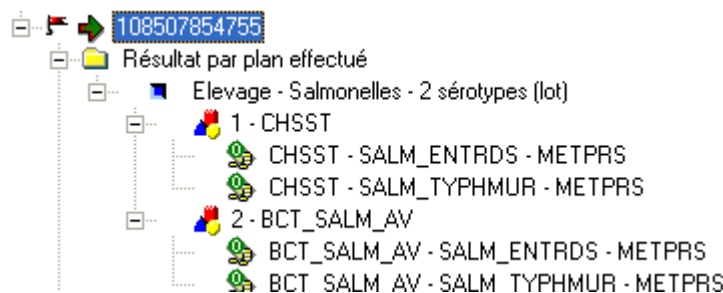 108507854755
Résultat par plan effectué
Elevage - Salmonelles - 2 sérotypes (lot)
1 - CHSST
CHSST - SALM_ENTRDS - METPRS
CHSST - SALM_TYPHMUR - METPRS
2 - BCT_SALM_AV
BCT_SALM_AV - SALM_ENTRDS - METPRS
BCT_SALM_AV - SALM_TYPHMUR - METPRS